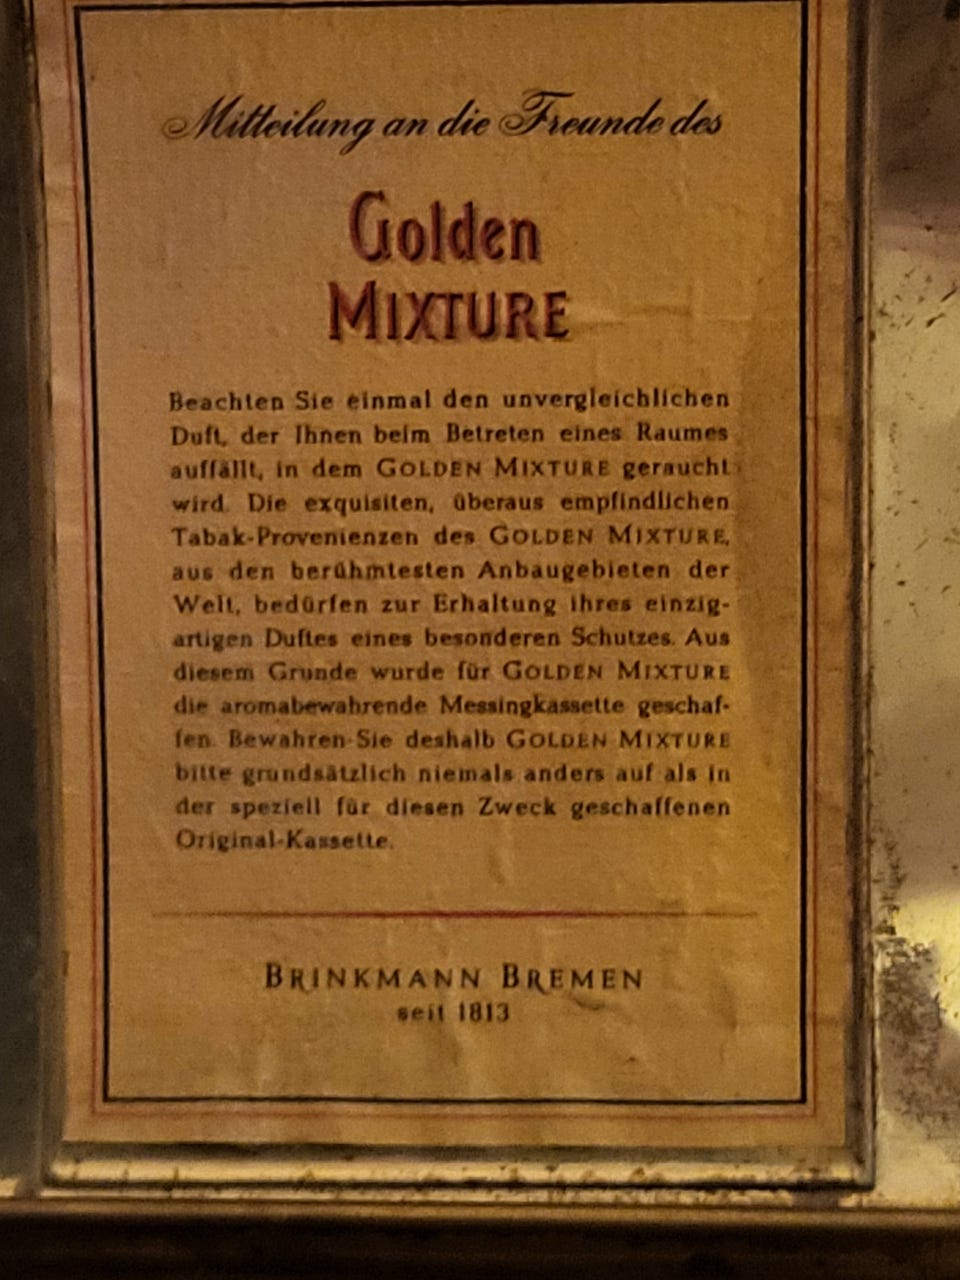 Mitteilung an die Freunde des
Golden
MIXTURE
Beachten Sie einmal den unvergleichlichen
Duft, der Ihnen beim Betreten eines Raumes
auffällt, in dem GOLDEN MIXTURE geraucht
wird. Die exquisiten, überaus empfindlichen
Tabak-Provenienzen des GOLDEN MIXTURE,
aus den berühmtesten Anbaugebieten der
Welt, bedürfen zur Erhaltung ihres einzig-
artigen Duftes eines besonderen Schutzes. Aus
diesem Grunde wurde für GOLDEN MIXTURE
die aromabewahrende Messingkassette geschaf-
fen. Bewahren Sie deshalb GOLDEN MIXTURE
bitte grundsätzlich niemals anders auf als in
der speziell für diesen Zweck geschaffenen
Original-Kassette.
BRINKMANN BREMEN
seit 1813